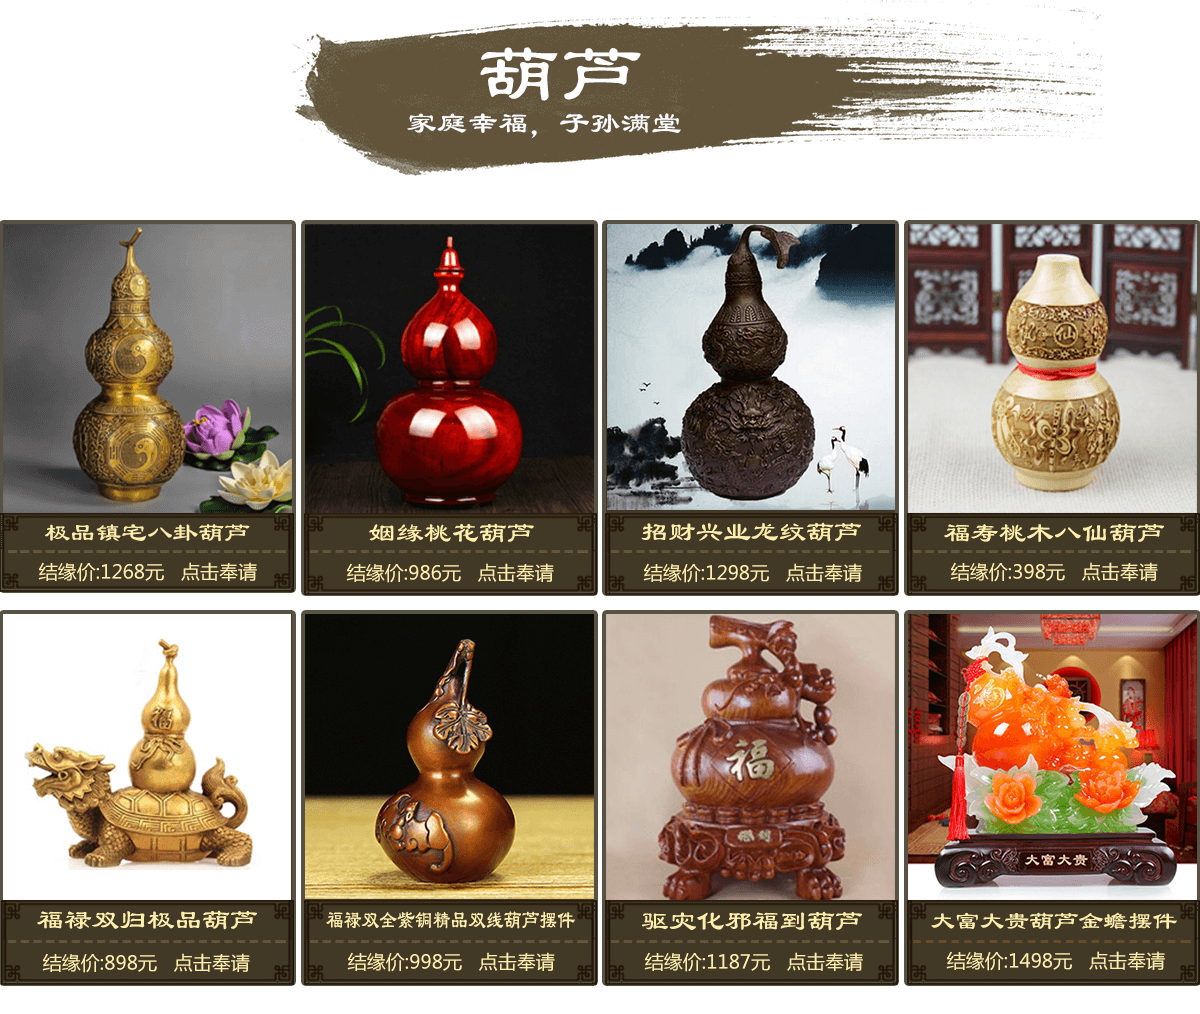 葫芦
家庭幸福，子孙满堂
极品镇宅八卦葫芦
结缘价:1268元 点击奉请
姻缘桃花葫芦
结缘价:986元 点击奉请
招财兴业龙纹葫芦
结缘价:1298元 点击奉请
仙
福寿桃木八仙葫芦
结缘价:398元 点击奉请
福
福禄双归极品葫芦
结缘价:898元 点击奉请
福禄双全紫铜精品双线葫芦摆件
结缘价:998元 点击奉请
福
驱灾化邪福到葫芦
结缘价:1187元 点击奉请
大富大贵
大富大贵葫芦金蟾摆件
结缘价:1498元 点击奉请